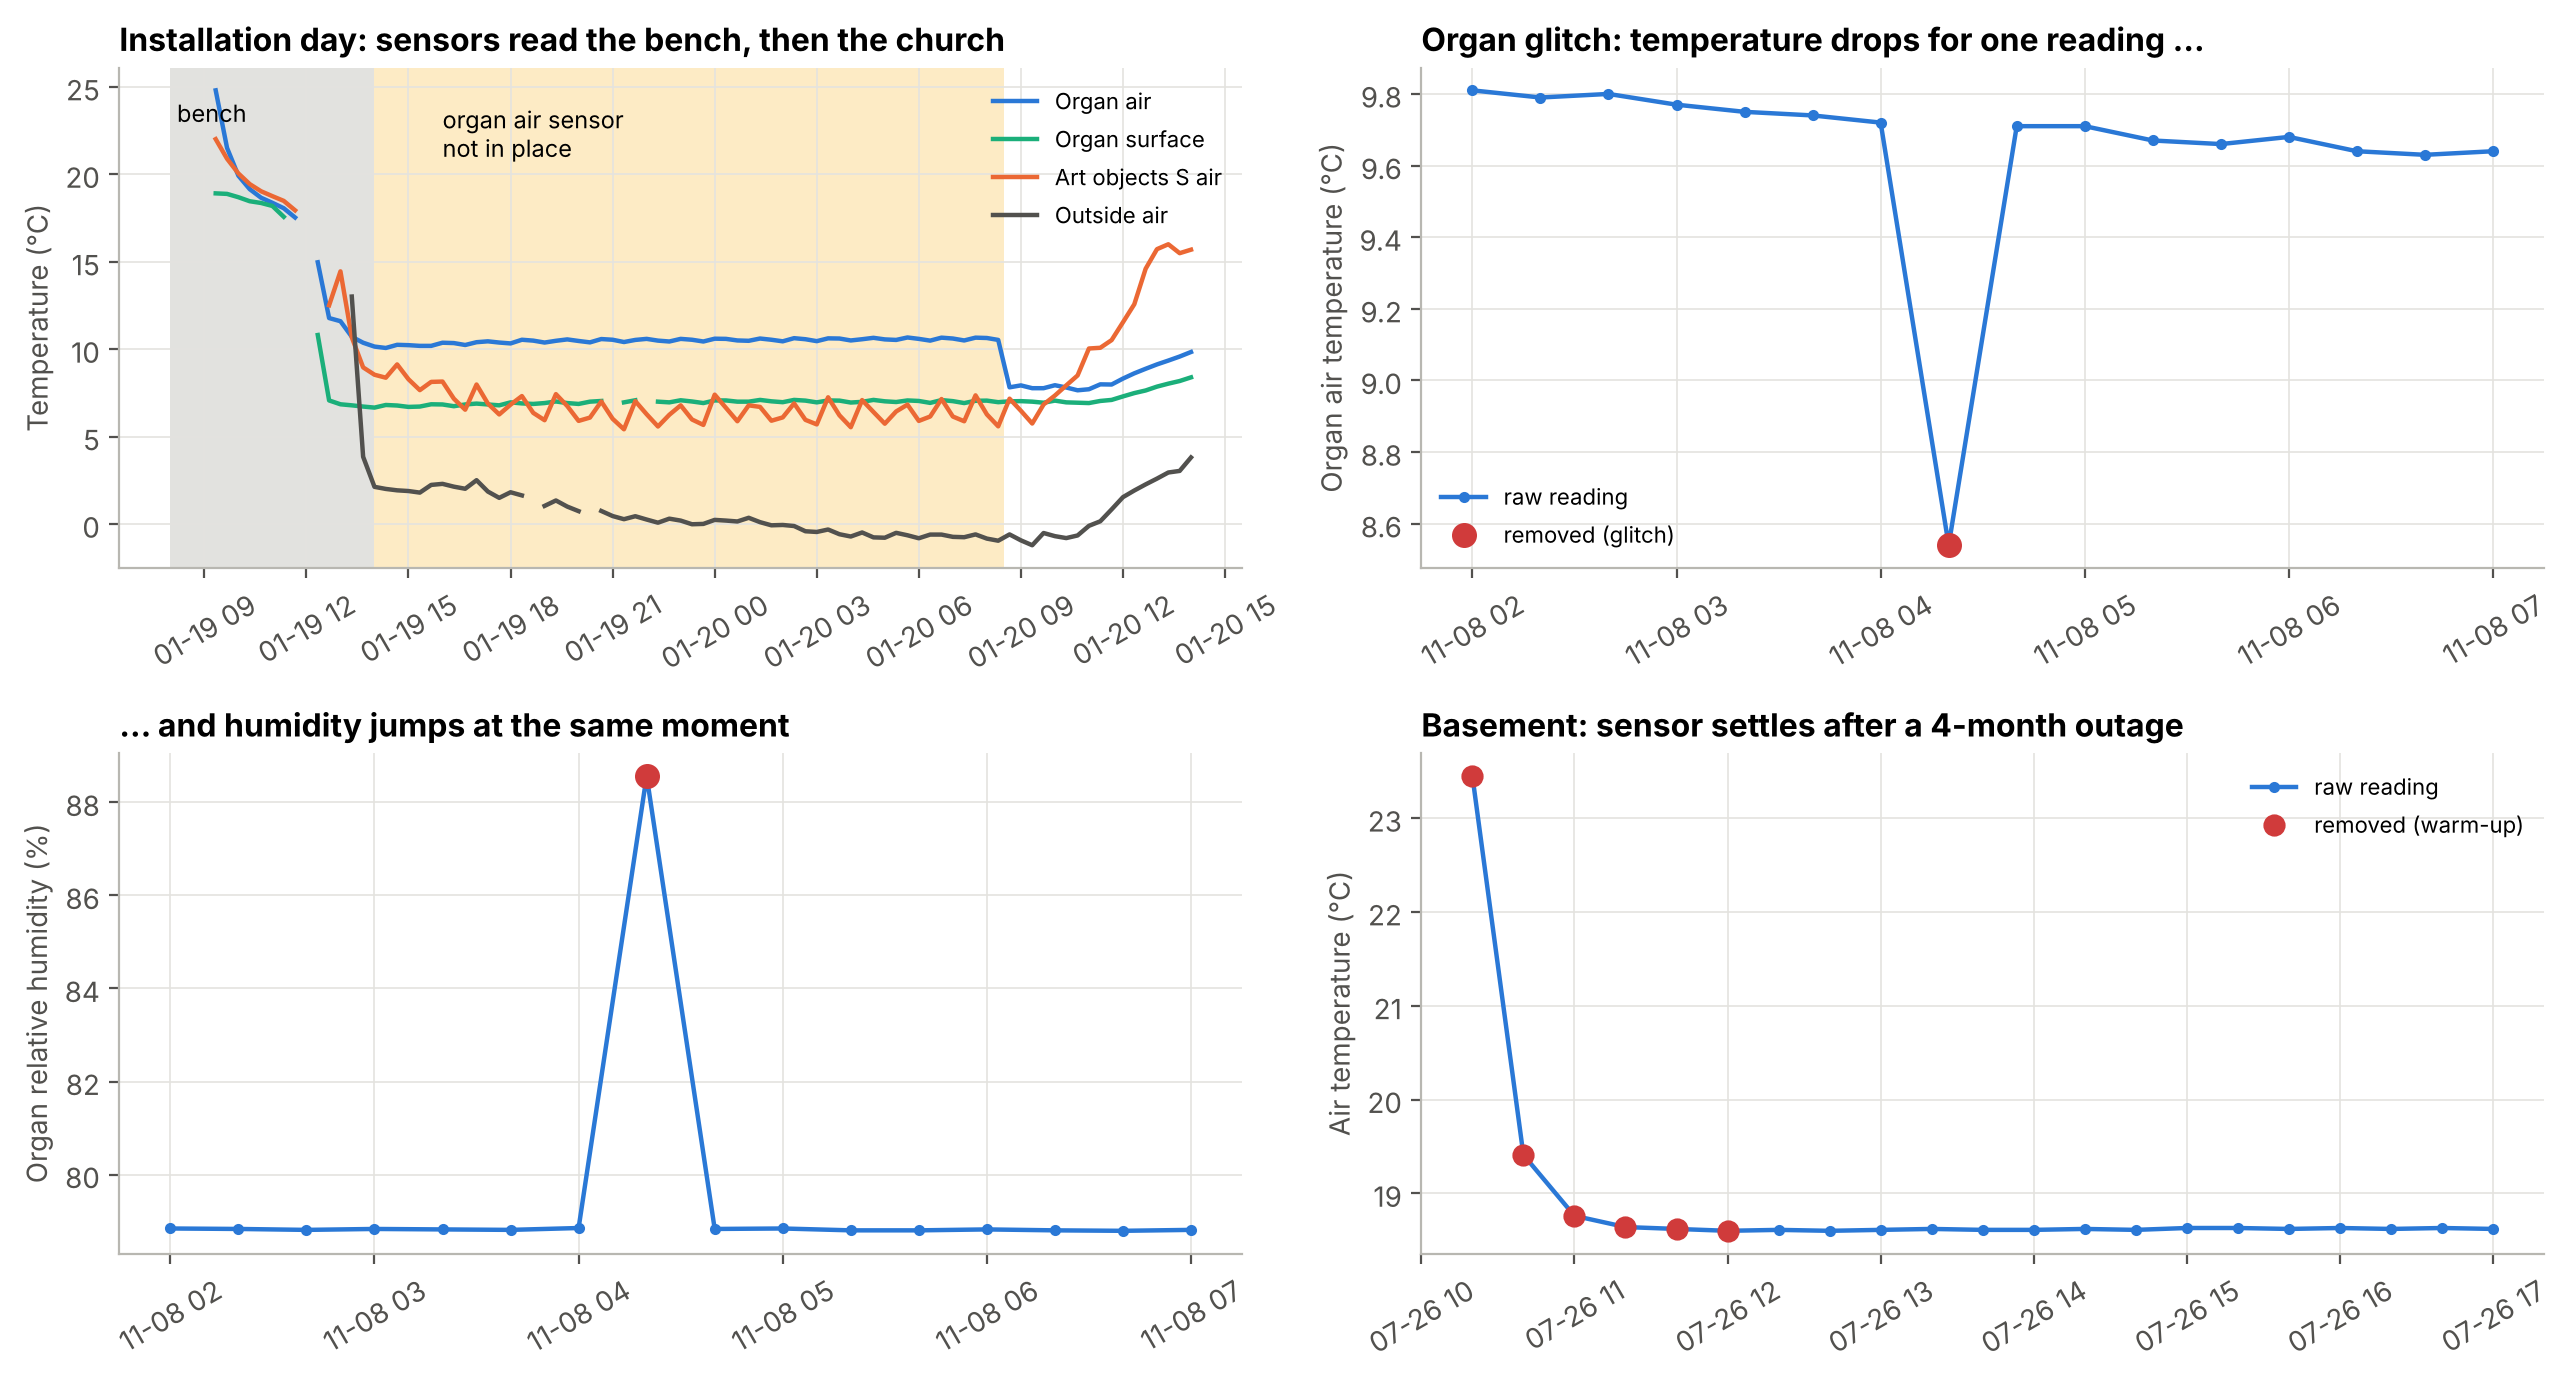 Installation day: sensors read the bench, then the church
Temperature (°C)
25
20
15
10
5
0
bench
organ air sensor
not in place
Organ air
Organ surface
Art objects S air
Outside air
01-19 09
01-19 12
01-19 15
01-19 18
01-19 21
01-20 00
01-20 03
01-20 06
01-20 09
01-20 12
01-20 15
Organ glitch: temperature drops for one reading ...
Organ air temperature (°C)
9.8
9.6
9.4
9.2
9.0
8.8
8.6
raw reading
removed (glitch)
11-08 02
11-08 03
11-08 04
11-08 05
11-08 06
11-08 07
... and humidity jumps at the same moment
Organ relative humidity (%)
88
86
84
82
80
11-08 02
11-08 03
11-08 04
11-08 05
11-08 06
11-08 07
Basement: sensor settles after a 4-month outage
Air temperature (°C)
23
22
21
20
19
raw reading
removed (warm-up)
07-26 10
07-26 11
07-26 12
07-26 13
07-26 14
07-26 15
07-26 16
07-26 17